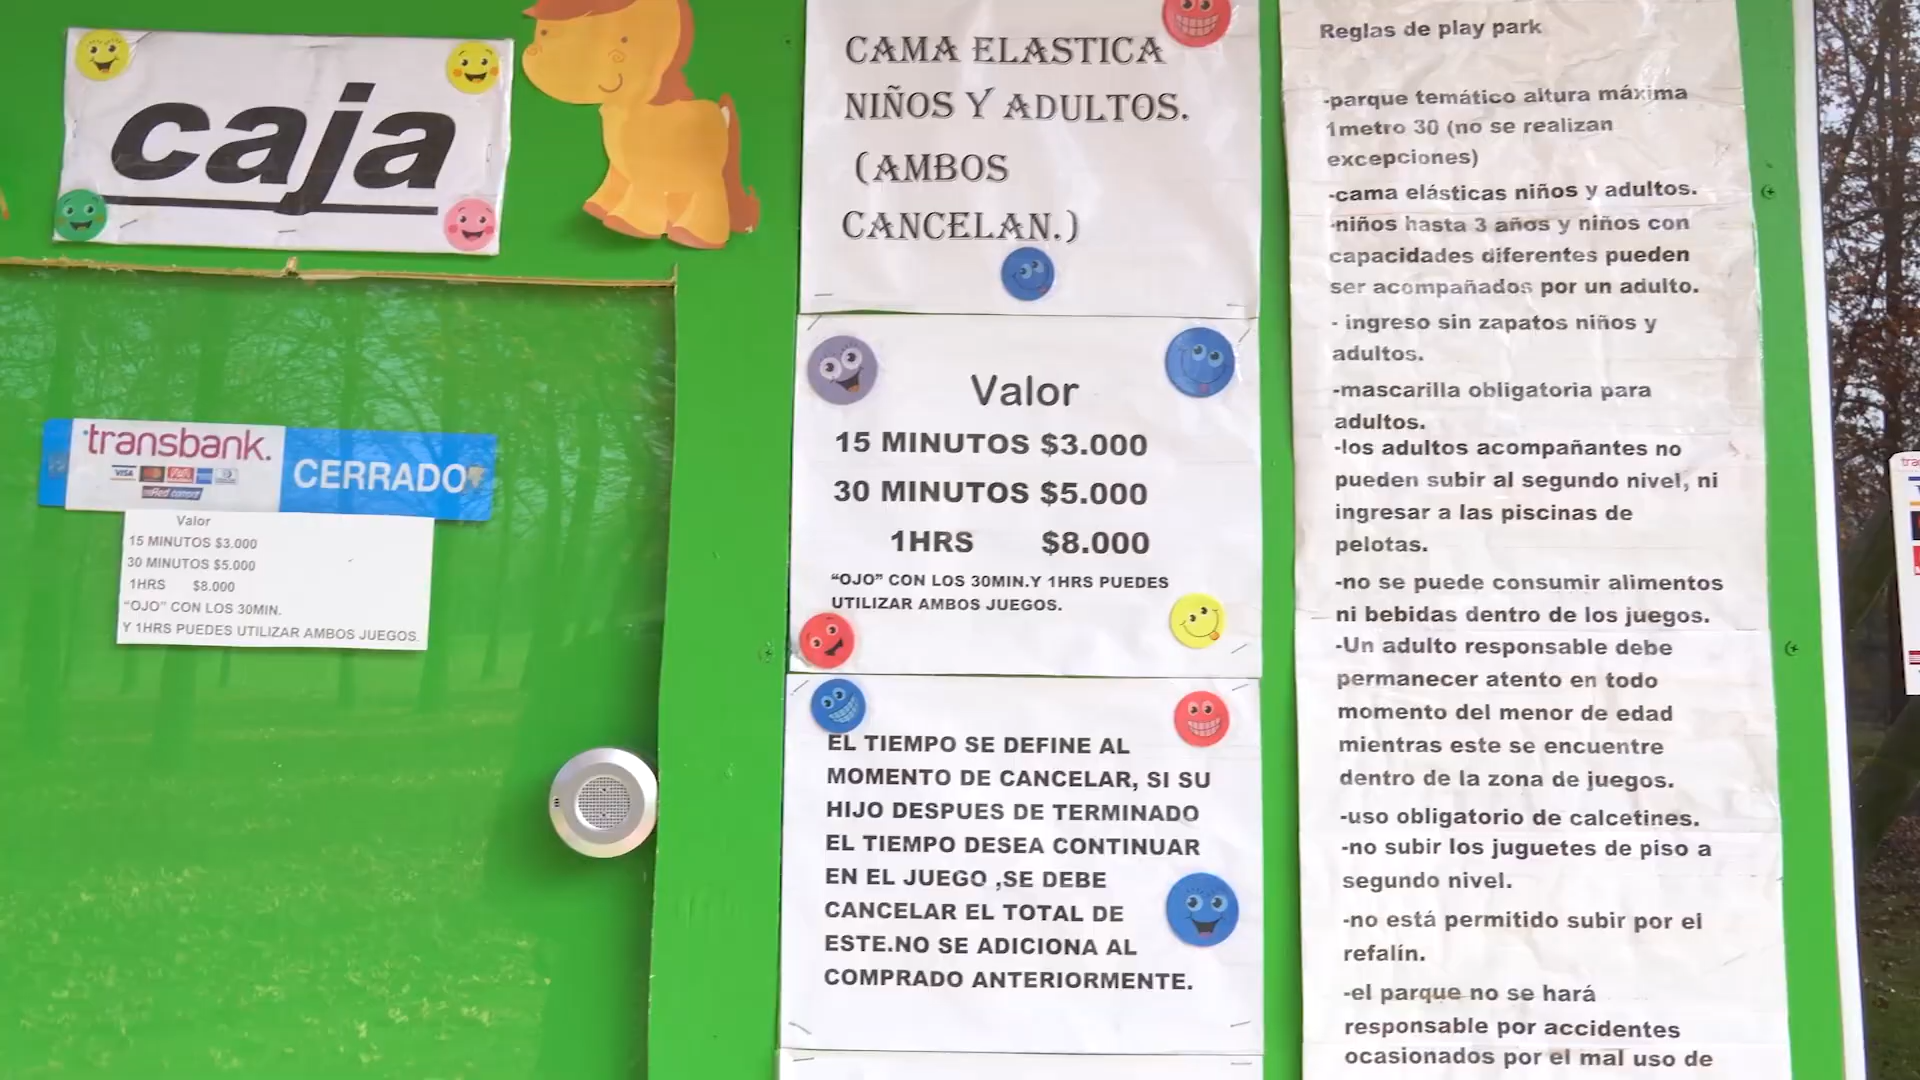 caja
transbank.
VISA
CERRADO
Valor
15 MINUTOS $3.000
30 MINUTOS $5.000
1HRS $8.000
“OJO” CON LOS 30MIN.
Y 1HRS PUEDES UTILIZAR AMBOS JUEGOS.
CAMA ELASTICA
NIÑOS Y ADULTOS.
(AMBOS
CANCELAN.)
Valor
15 MINUTOS $3.000
30 MINUTOS $5.000
1HRS $8.000
“OJO” CON LOS 30MIN.Y 1HRS PUEDES
UTILIZAR AMBOS JUEGOS.
EL TIEMPO SE DEFINE AL
MOMENTO DE CANCELAR, SI SU
HIJO DESPUES DE TERMINADO
EL TIEMPO DESEA CONTINUAR
EN EL JUEGO ,SE DEBE
CANCELAR EL TOTAL DE
ESTE.NO SE ADICIONA AL
COMPRADO ANTERIORMENTE.
Reglas de play park
-parque temático altura máxima
1metro 30 (no se realizan
excepciones)
-cama elásticas niños y adultos.
-niños hasta 3 años y niños con
capacidades diferentes pueden
ser acompañados por un adulto.
- ingreso sin zapatos niños y
adultos.
-mascarilla obligatoria para
adultos.
-los adultos acompañantes no
pueden subir al segundo nivel, ni
ingresar a las piscinas de
pelotas.
-no se puede consumir alimentos
ni bebidas dentro de los juegos.
-Un adulto responsable debe
permanecer atento en todo
momento del menor de edad
mientras este se encuentre
dentro de la zona de juegos.
-uso obligatorio de calcetines.
-no subir los juguetes de piso a
segundo nivel.
-no está permitido subir por el
refalín.
-el parque no se hará
responsable por accidentes
ocasionados por el mal uso de